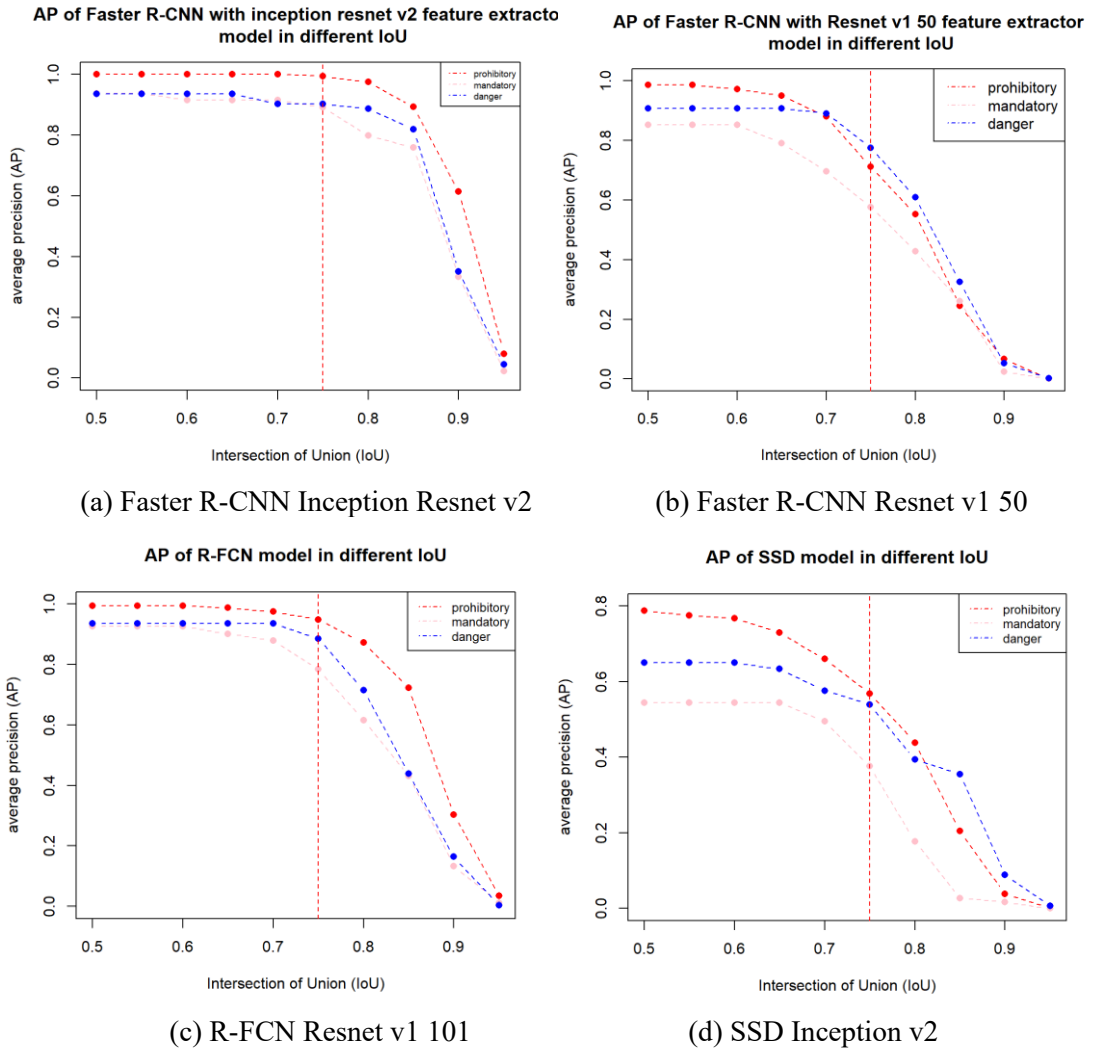 AP of Faster R-CNN with inception resnet v2 feature extracto
model in different IoU
prohibitory
mandatory
danger
average precision (AP)
1.0
0.8
0.6
0.4
0.2
0.0
0.5 0.6 0.7 0.8 0.9
Intersection of Union (IoU)
(a) Faster R-CNN Inception Resnet v2
AP of Faster R-CNN with Resnet v1 50 feature extractor
model in different IoU
prohibitory
mandatory
danger
average precision (AP)
1.0
0.8
0.6
0.4
0.2
0.0
0.5 0.6 0.7 0.8 0.9
Intersection of Union (IoU)
(b) Faster R-CNN Resnet v1 50
AP of R-FCN model in different IoU
prohibitory
mandatory
danger
average precision (AP)
1.0
0.8
0.6
0.4
0.2
0.0
0.5 0.6 0.7 0.8 0.9
Intersection of Union (IoU)
(c) R-FCN Resnet v1 101
AP of SSD model in different IoU
prohibitory
mandatory
danger
average precision (AP)
0.8
0.6
0.4
0.2
0.0
0.5 0.6 0.7 0.8 0.9
Intersection of Union (IoU)
(d) SSD Inception v2